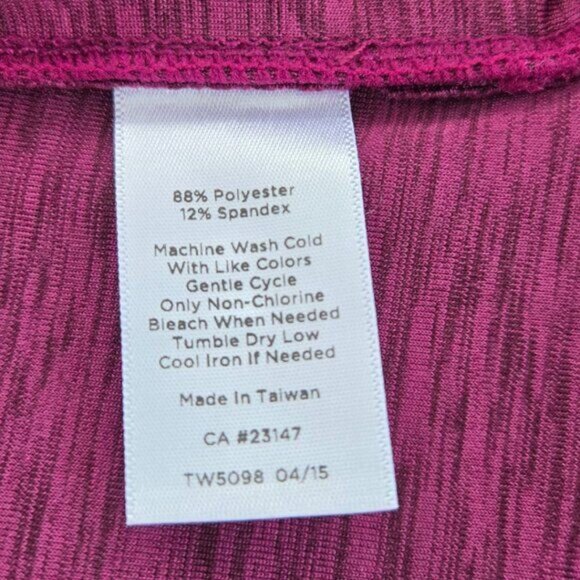 88% Polyester
12% Spandex
Machine Wash Cold
With Like Colors
Gentle Cycle
Only Non-Chlorine
Bleach When Needed
Tumble Dry Low
Cool Iron If Needed
Made In Taiwan
CA #23147
TW5098 04/15